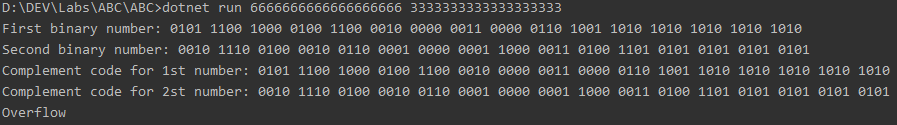 D:\DEV\Labs\ABC\ABC>dotnet run 6666666666666666666 3333333333333333333
First binary number: 0101 1100 1000 0100 1100 0010 0000 0011 0000 0110 1001 1010 1010 1010 1010 1010
Second binary number: 0010 1110 0100 0010 0110 0001 0000 0001 1000 0011 0100 1101 0101 0101 0101 0101
Complement code for 1st number: 0101 1100 1000 0100 1100 0010 0000 0011 0000 0110 1001 1010 1010 1010 1010 1010
Complement code for 2st number: 0010 1110 0100 0010 0110 0001 0000 0001 1000 0011 0100 1101 0101 0101 0101 0101
Overflow